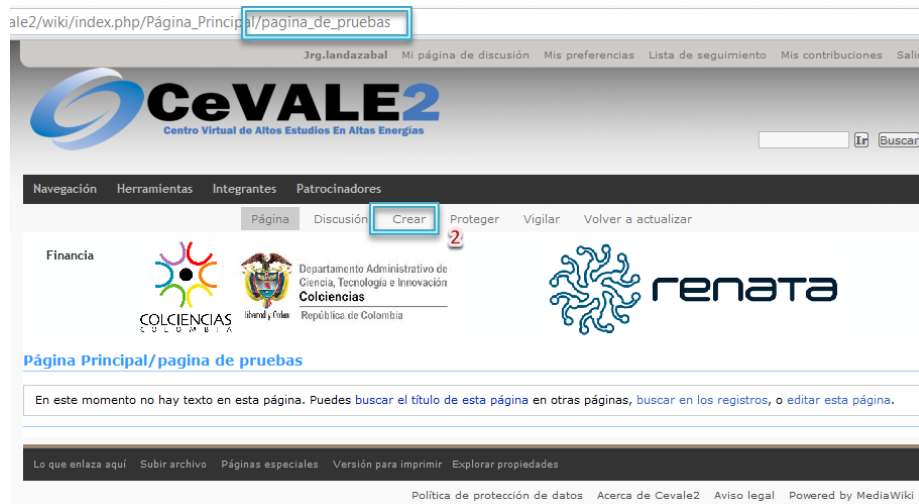 ale2/wiki/index.php/Página_Principal/pagina_de_pruebas
Jrg.landazabal Mi página de discusión Mis preferencias Lista de seguimiento Mis contribuciones Sali
CeVALE2
Centro Virtual de Altos Estudios En Altas Energías
Ir Buscar
Navegación Herramientas Integrantes Patrocinadores
Página Discusión Crear Proteger Vigilar Volver a actualizar
2
Financia
COLCIENCIAS
COLOMBIA
Libertad y Orden
Departamento Administrativo de
Ciencia, Tecnología e Innovación
Colciencias
República de Colombia
renata
Página Principal/pagina de pruebas
En este momento no hay texto en esta página. Puedes buscar el título de esta página en otras páginas, buscar en los registros, o editar esta página.
Lo que enlaza aquí Subir archivo Páginas especiales Versión para imprimir Explorar propiedades
Política de protección de datos Acerca de Cevale2 Aviso legal Powered by MediaWiki